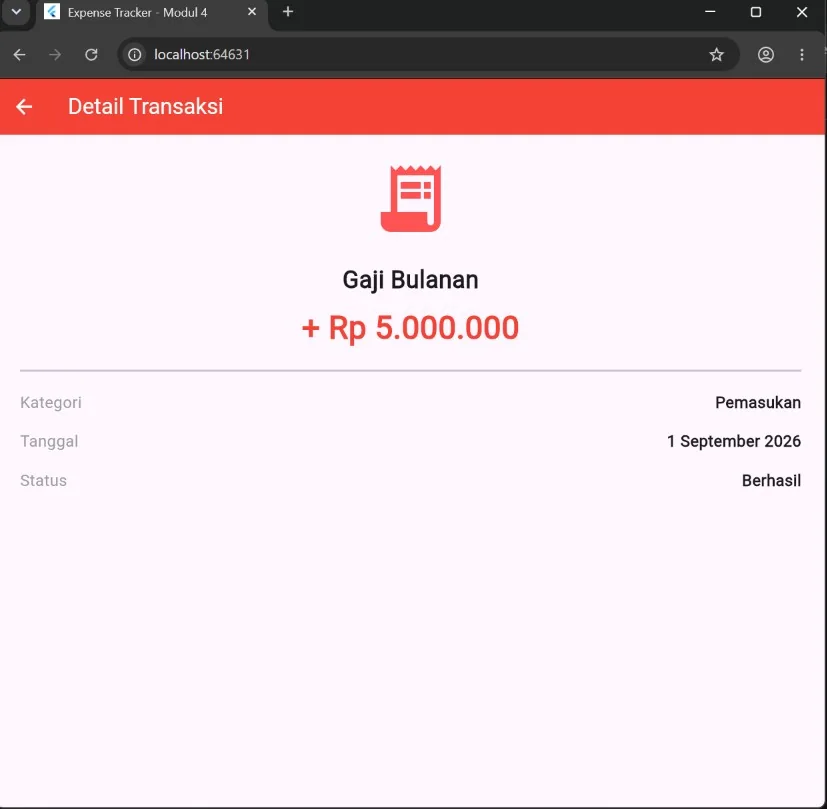 Expense Tracker - Modul 4
localhost:64631
Detail Transaksi
Gaji Bulanan
+ Rp 5.000.000
Kategori Pemasukan
Tanggal 1 September 2026
Status Berhasil